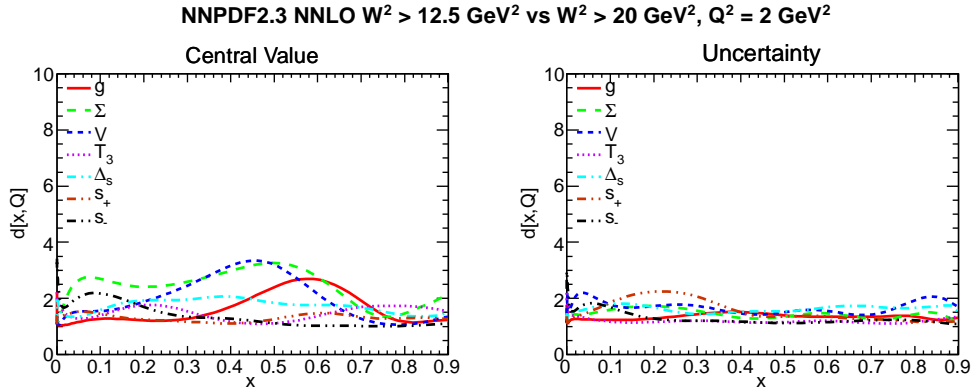 NNPDF2.3 NNLO W² > 12.5 GeV² vs W² > 20 GeV², Q² = 2 GeV²
Central Value
10
8
6
4
2
0
d[x,Q]
g
Σ
V
T₃
Δₛ
s₊
s₋
0 0.1 0.2 0.3 0.4 0.5 0.6 0.7 0.8 0.9
x
Uncertainty
10
8
6
4
2
0
d[x,Q]
g
Σ
V
T₃
Δₛ
s₊
s₋
0 0.1 0.2 0.3 0.4 0.5 0.6 0.7 0.8 0.9
x